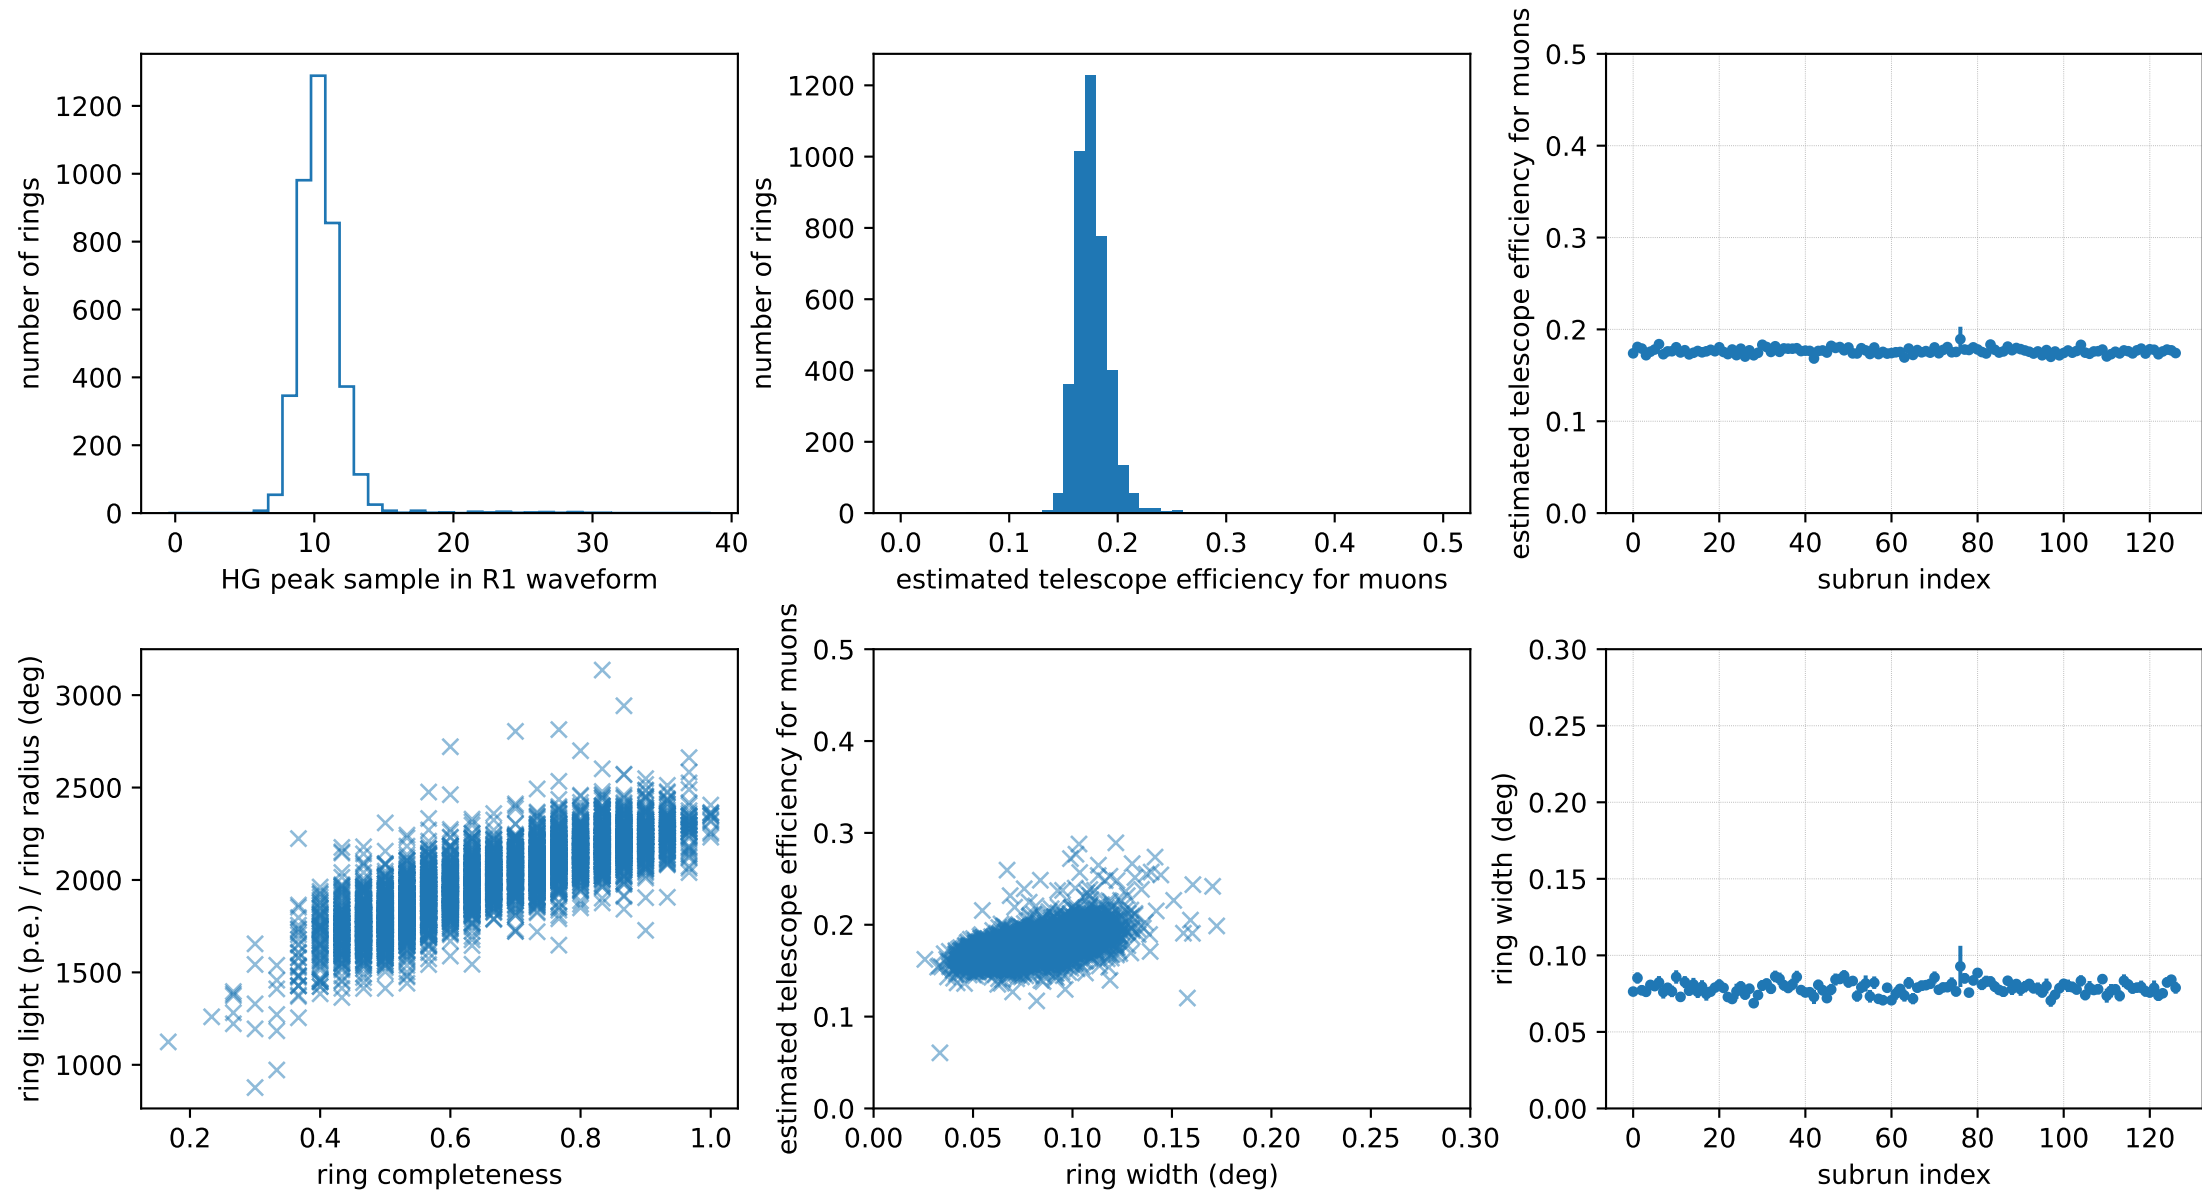 number of rings
1200
1000
800
600
400
200
0
0 10 20 30 40
HG peak sample in R1 waveform
number of rings
1200
1000
800
600
400
200
0
0.0 0.1 0.2 0.3 0.4 0.5
estimated telescope efficiency for muons
estimated telescope efficiency for muons
0.5
0.4
0.3
0.2
0.1
0.0
0 20 40 60 80 100 120
subrun index
ring light (p.e.) / ring radius (deg)
3000
2500
2000
1500
1000
0.2 0.4 0.6 0.8 1.0
ring completeness
estimated telescope efficiency for muons
0.5
0.4
0.3
0.2
0.1
0.0
0.00 0.05 0.10 0.15 0.20 0.25 0.30
ring width (deg)
ring width (deg)
0.30
0.25
0.20
0.15
0.10
0.05
0.00
0 20 40 60 80 100 120
subrun index